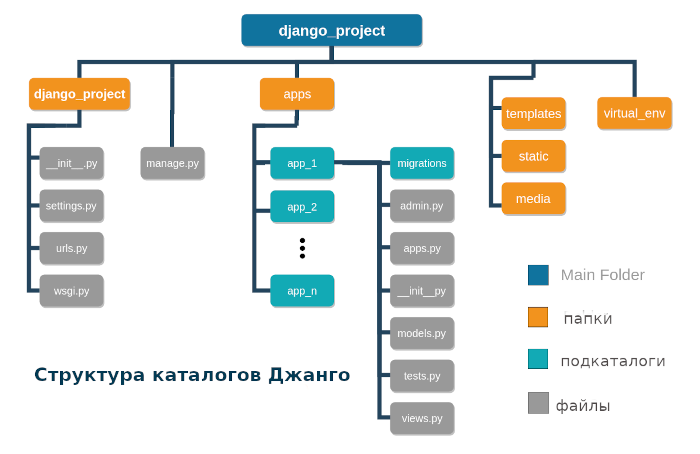 django_project
django_project
apps
templates
virtual_env
static
media
__init__.py
settings.py
urls.py
wsgi.py
manage.py
app_1
app_2
app_n
migrations
admin.py
apps.py
__init__py
models.py
tests.py
views.py
Main Folder
папки
подкаталоги
файлы
Структура каталогов Джанго